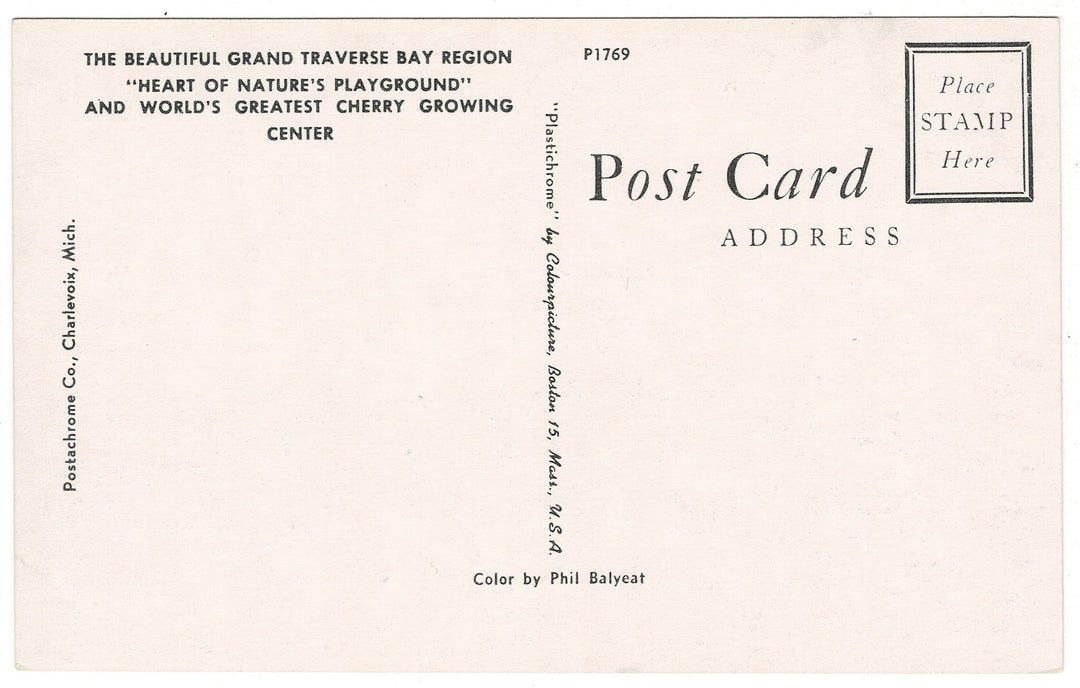 THE BEAUTIFUL GRAND TRAVERSE BAY REGION
"HEART OF NATURE'S PLAYGROUND"
AND WORLD'S GREATEST CHERRY GROWING
CENTER
Postachrome Co., Charlevoix, Mich.
"Plastichrome" by Colourpicture, Boston 15, Mass., U.S.A.
Color by Phil Balyeat
P1769
Place
STAMP
Here
Post Card
ADDRESS